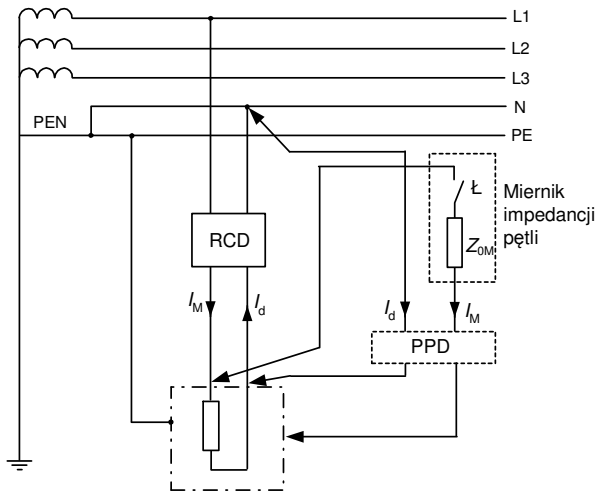 L1
L2
L3
N
PEN
PE
Ł
Miernik
impedancji
pętli
Z0M
RCD
IM
Id
Id
IM
PPD